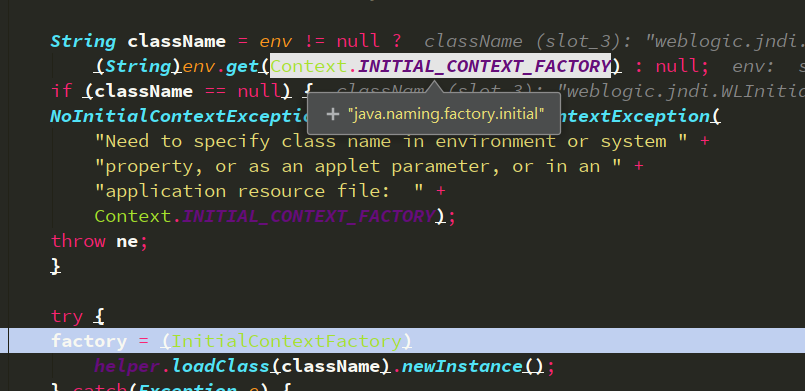 String className = env != null ?  className (slot_3): "weblogic.jndi.
(String)env.get(Context.INITIAL_CONTEXT_FACTORY) : null;  env:  s
if (className == null) {  className (slot_3): "weblogic.jndi.WLInitia
NoInitialContextExceptio ntextException(
"java.naming.factory.initial"
"Need to specify class name in environment or system " +
"property, or as an applet parameter, or in an " +
"application resource file:  " +
Context.INITIAL_CONTEXT_FACTORY);
throw ne;
}
try {
factory = (InitialContextFactory)
helper.loadClass(className).newInstance();
} catch(Exception e) {